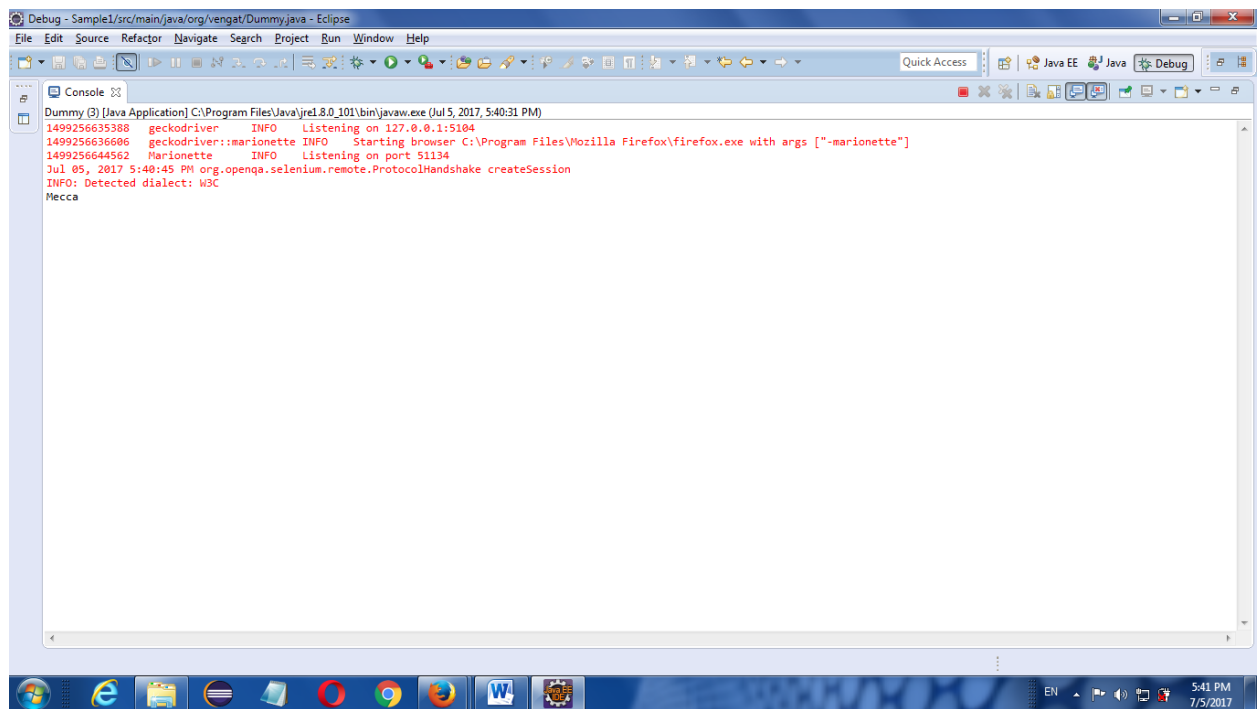 Debug - Sample1/src/main/java/org/vengat/Dummy.java - Eclipse
File Edit Source Refactor Navigate Search Project Run Window Help
Quick Access Java EE Java Debug
Console
Dummy (3) [Java Application] C:\Program Files\Java\jre1.8.0_101\bin\javaw.exe (Jul 5, 2017, 5:40:31 PM)
1499256635388 geckodriver INFO Listening on 127.0.0.1:5104
1499256636606 geckodriver::marionette INFO Starting browser C:\Program Files\Mozilla Firefox\firefox.exe with args ["-marionette"]
1499256644562 Marionette INFO Listening on port 51134
Jul 05, 2017 5:40:45 PM org.openqa.selenium.remote.ProtocolHandshake createSession
INFO: Detected dialect: W3C
Mecca
EN
5:41 PM
7/5/2017